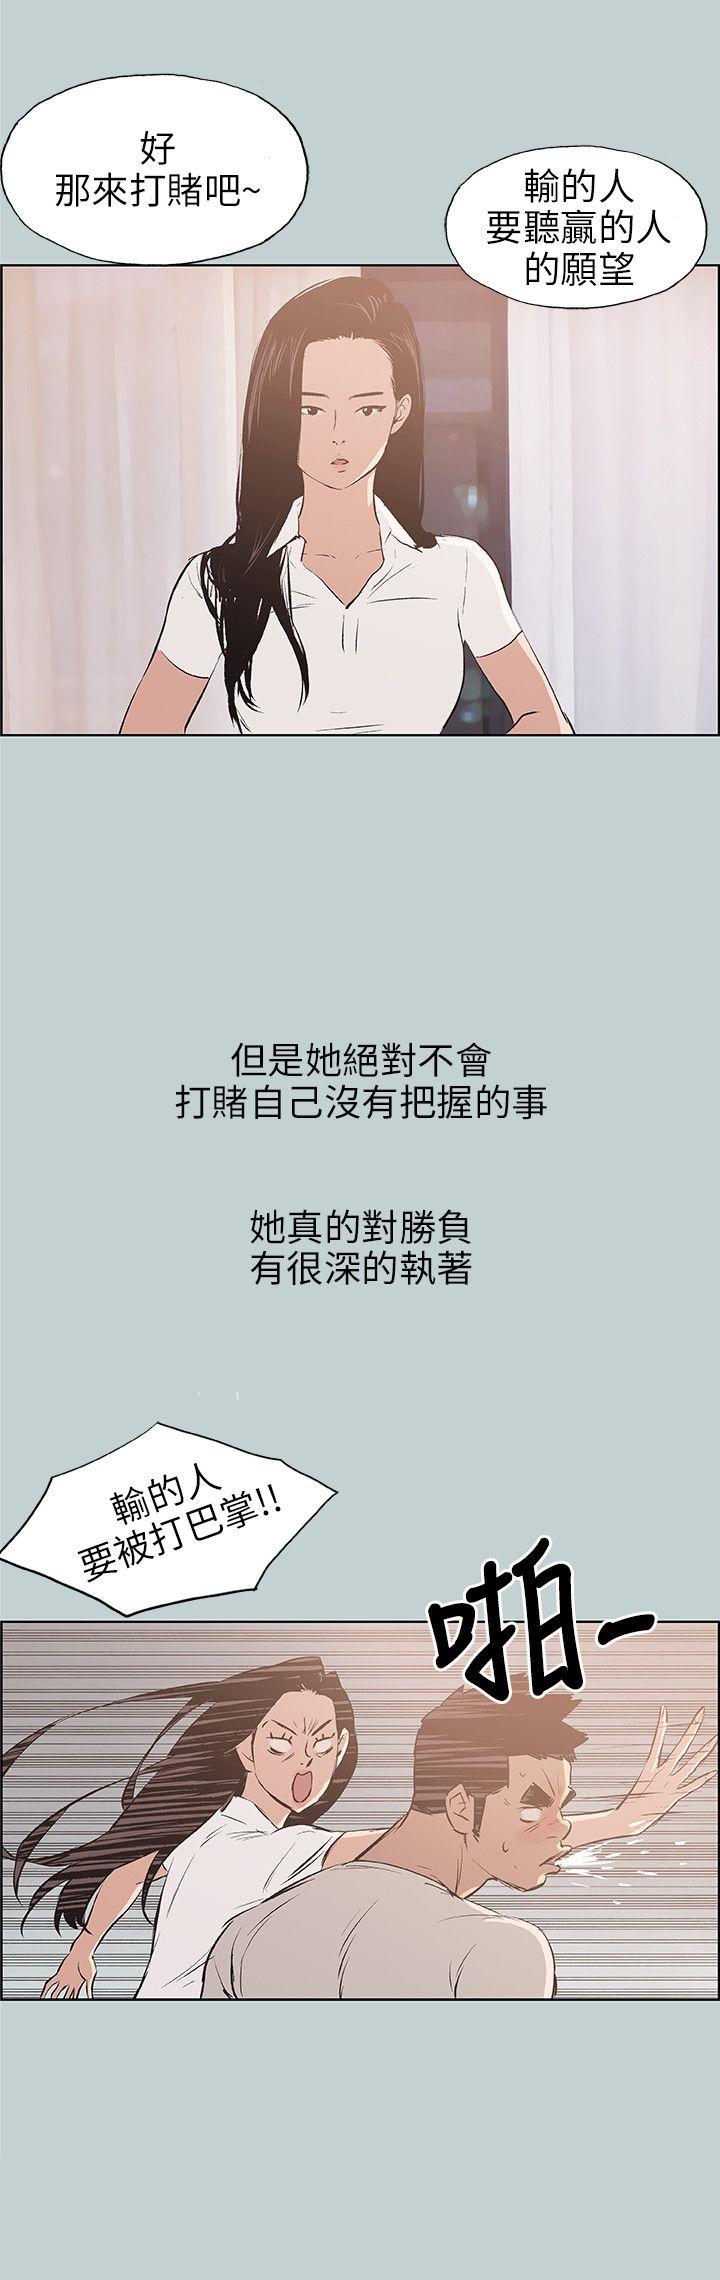 好
那來打賭吧~
輸的人
要聽贏的人
的願望
但是她絕對不會
打賭自己沒有把握的事
她真的對勝負
有很深的執著
輸的人
要被打巴掌!!
啪-